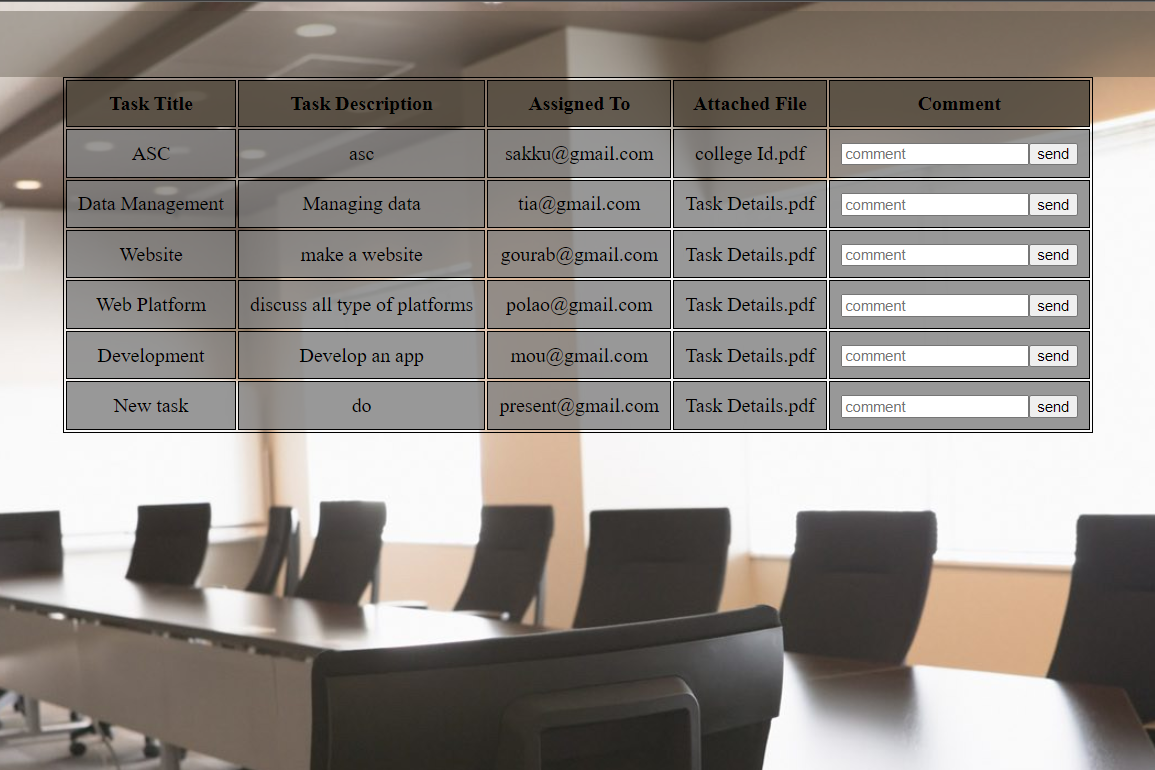 Task Title Task Description Assigned To Attached File Comment
ASC asc sakku@gmail.com college Id.pdf comment send
Data Management Managing data tia@gmail.com Task Details.pdf comment send
Website make a website gourab@gmail.com Task Details.pdf comment send
Web Platform discuss all type of platforms polao@gmail.com Task Details.pdf comment send
Development Develop an app mou@gmail.com Task Details.pdf comment send
New task do present@gmail.com Task Details.pdf comment send